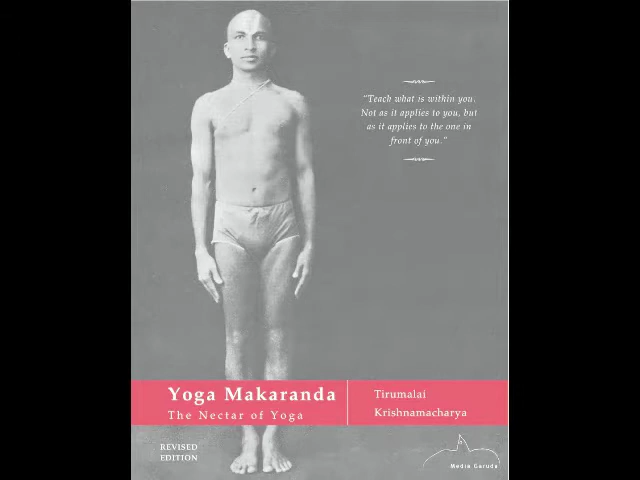 "Teach what is within you.
Not as it applies to you, but
as it applies to the one in
front of you."
Yoga Makaranda
The Nectar of Yoga
Tirumalai
Krishnamacharya
REVISED
EDITION
Media Garuda